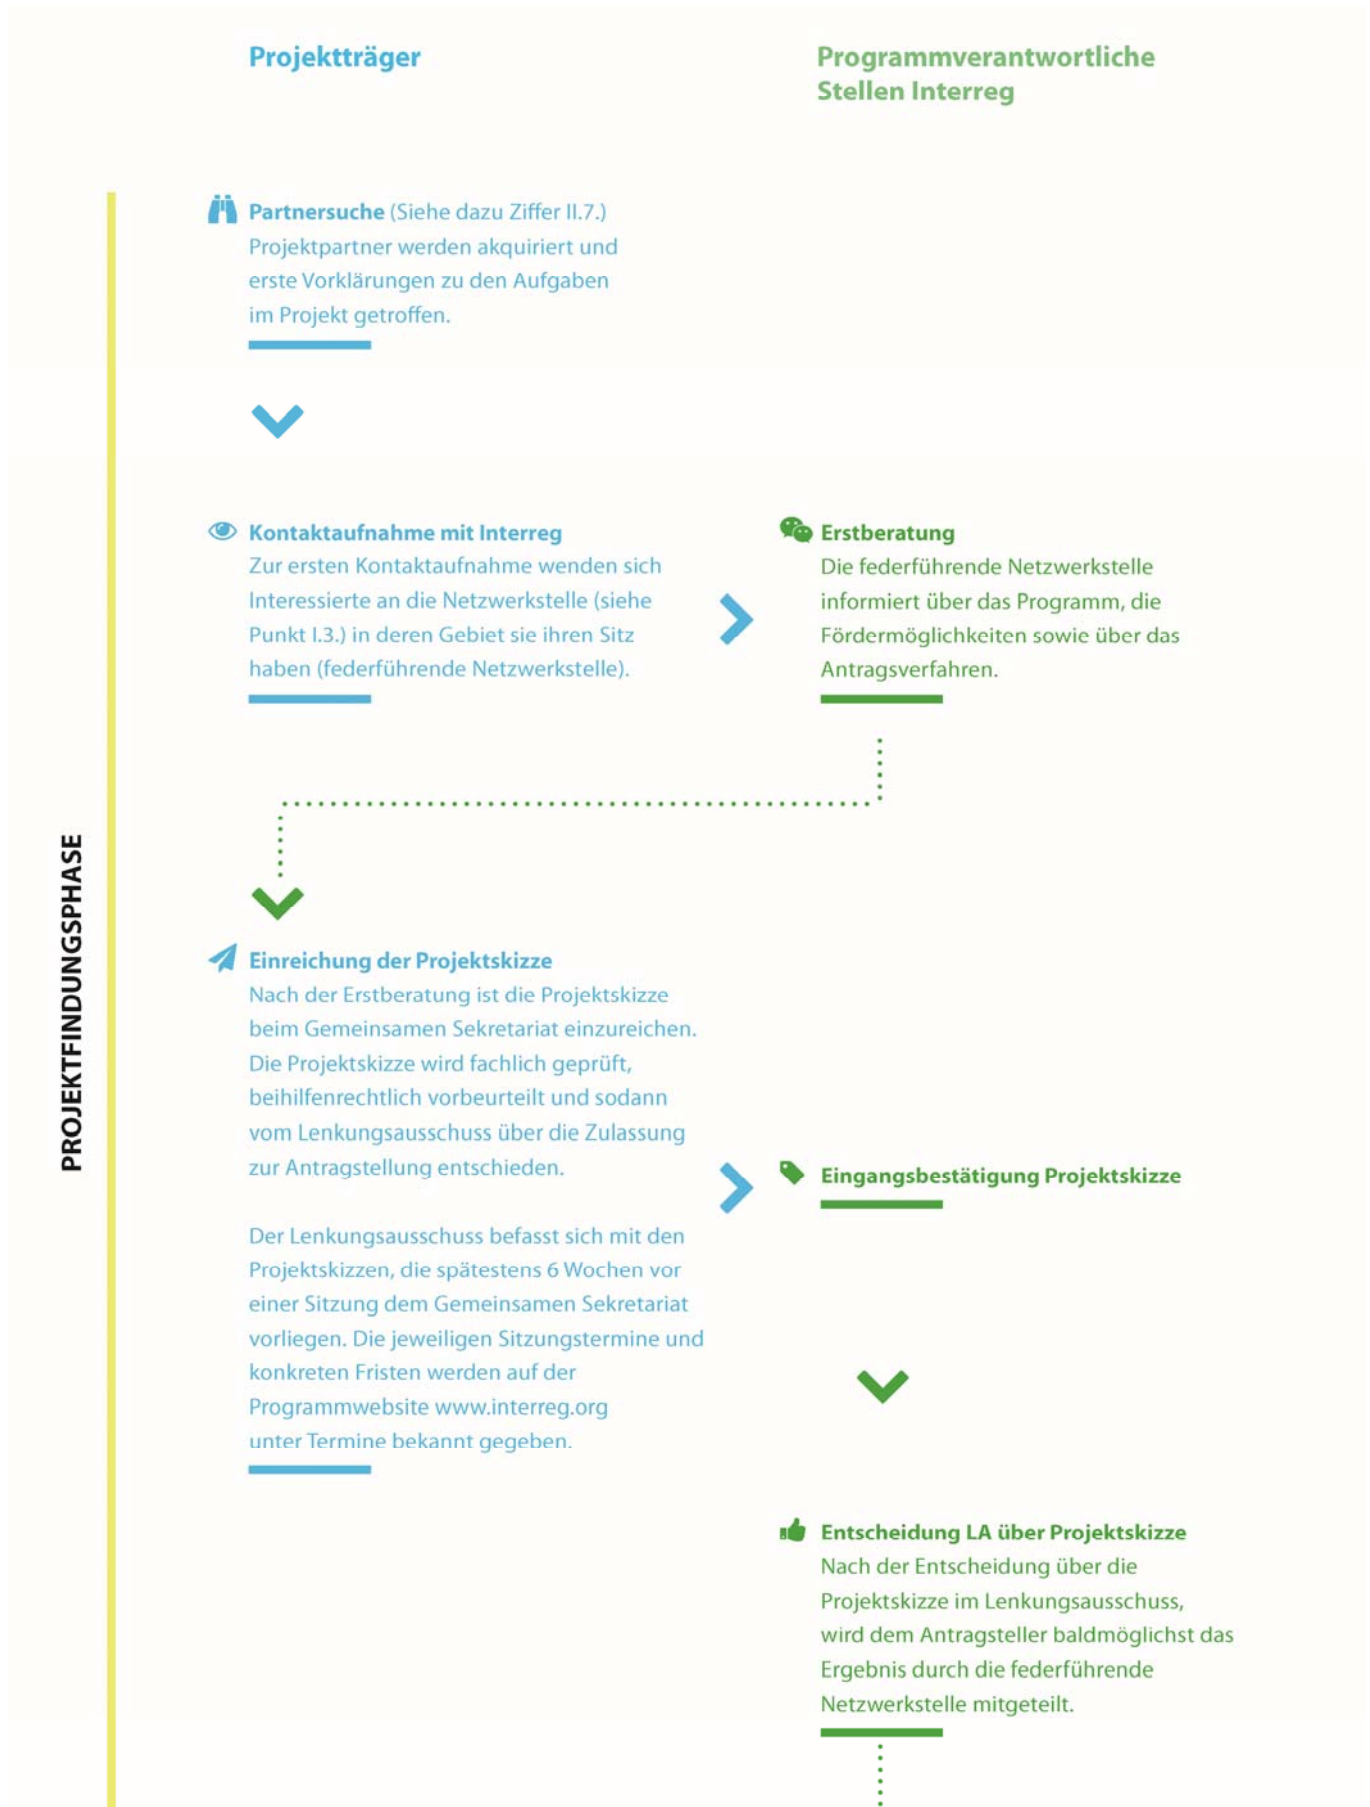 Projektträger
Programmverantwortliche
Stellen Interreg
PROJEKTFINDUNGSPHASE
Partnersuche (Siehe dazu Ziffer II.7.)
Projektpartner werden akquiriert und
erste Vorklärungen zu den Aufgaben
im Projekt getroffen.
Kontaktaufnahme mit Interreg
Zur ersten Kontaktaufnahme wenden sich
Interessierte an die Netzwerkstelle (siehe
Punkt I.3.) in deren Gebiet sie ihren Sitz
haben (federführende Netzwerkstelle).
Erstberatung
Die federführende Netzwerkstelle
informiert über das Programm, die
Fördermöglichkeiten sowie über das
Antragsverfahren.
Einreichung der Projektskizze
Nach der Erstberatung ist die Projektskizze
beim Gemeinsamen Sekretariat einzureichen.
Die Projektskizze wird fachlich geprüft,
beihilfenrechtlich vorbeurteilt und sodann
vom Lenkungsausschuss über die Zulassung
zur Antragstellung entschieden.
Der Lenkungsausschuss befasst sich mit den
Projektskizzen, die spätestens 6 Wochen vor
einer Sitzung dem Gemeinsamen Sekretariat
vorliegen. Die jeweiligen Sitzungstermine und
konkreten Fristen werden auf der
Programmwebsite www.interreg.org
unter Termine bekannt gegeben.
Eingangsbestätigung Projektskizze
Entscheidung LA über Projektskizze
Nach der Entscheidung über die
Projektskizze im Lenkungsausschuss,
wird dem Antragsteller baldmöglichst das
Ergebnis durch die federführende
Netzwerkstelle mitgeteilt.